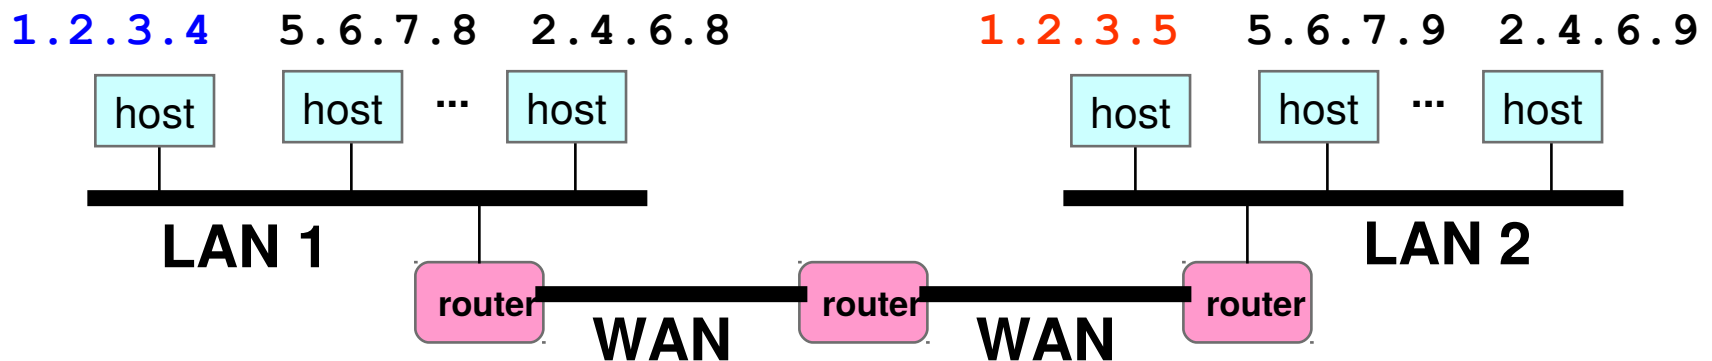 1.2.3.4 5.6.7.8 2.4.6.8 1.2.3.5 5.6.7.9 2.4.6.9
host host ... host host host ... host
LAN 1 LAN 2
router router router
WAN WAN